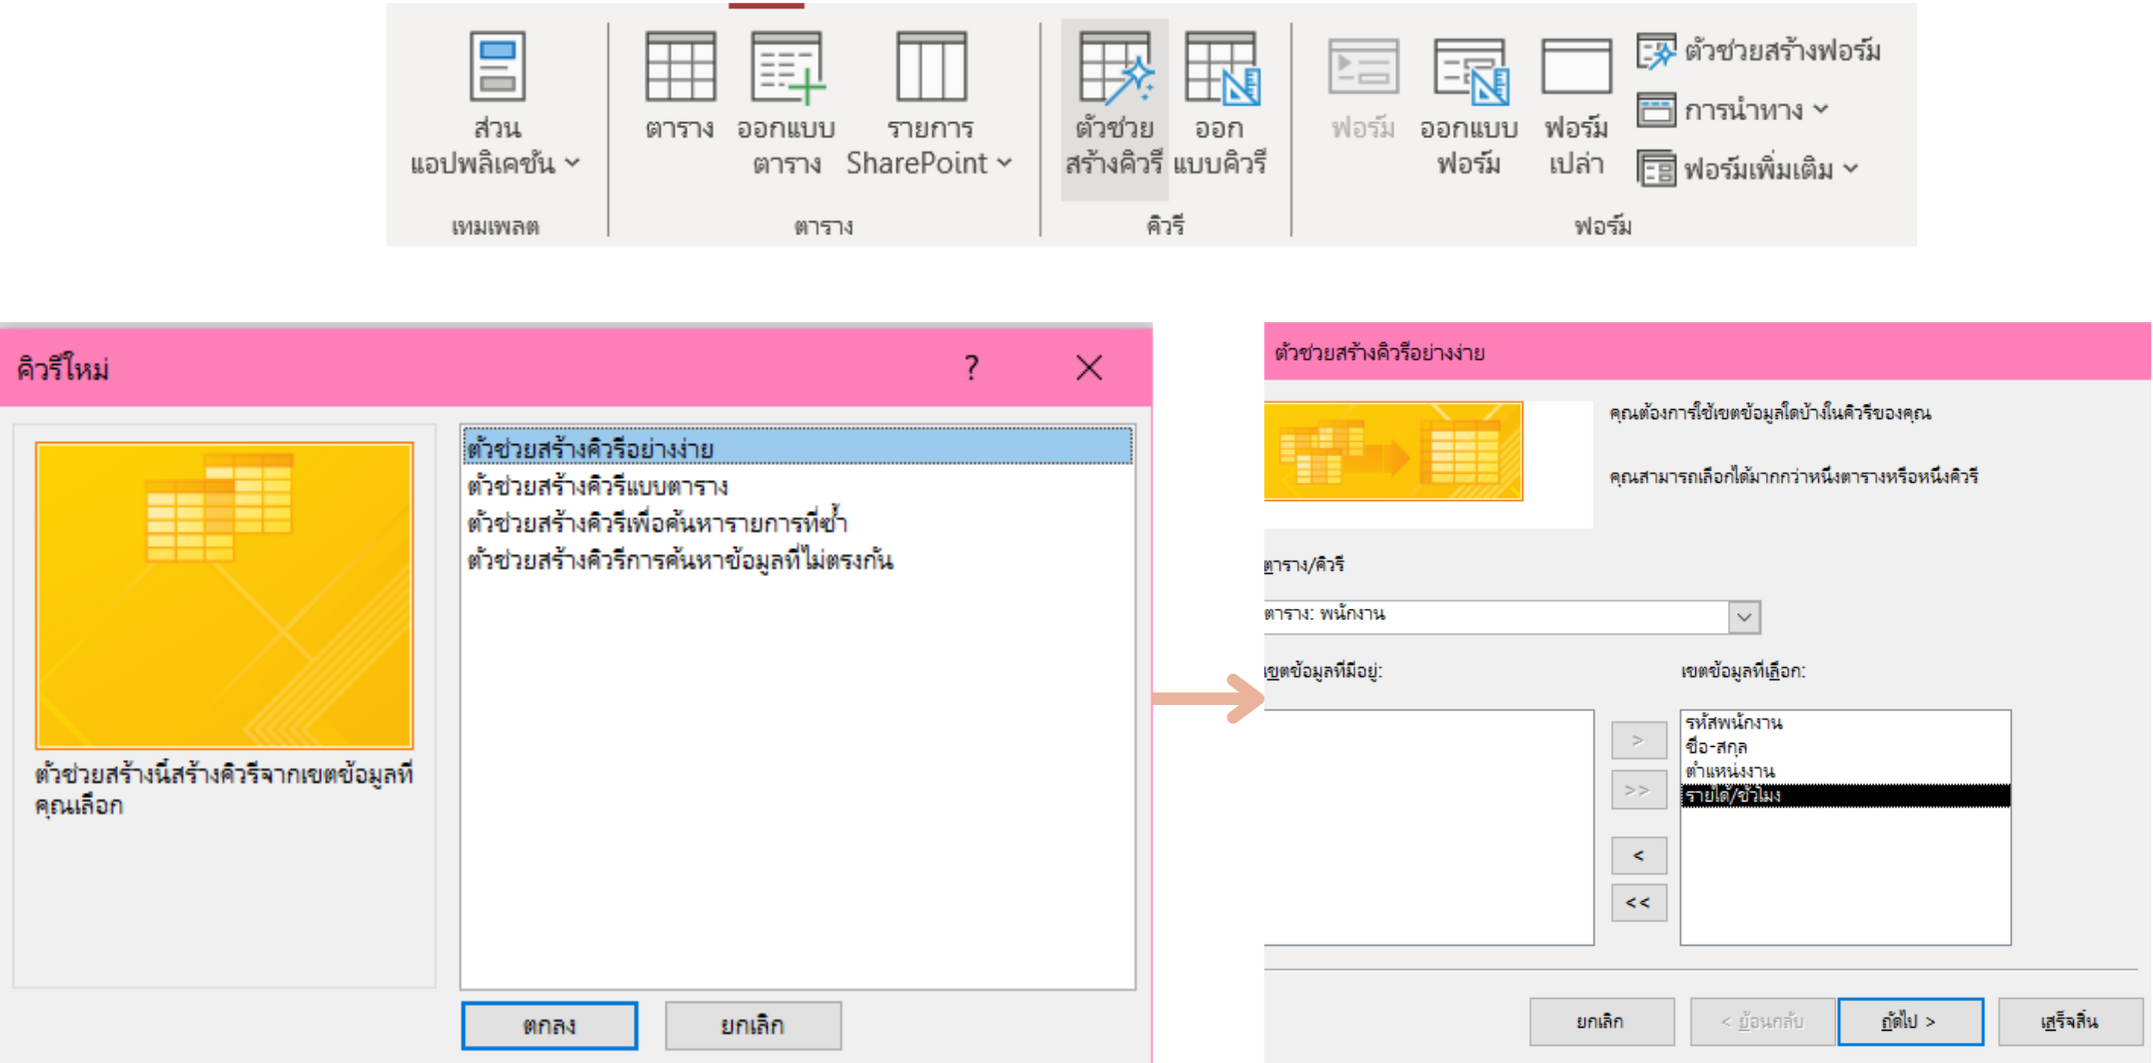 ส่วน
แอปพลิเคชัน
เทมเพลต
ตาราง
ออกแบบ
ตาราง
รายการ
SharePoint
ตาราง
ตัวช่วย
สร้างคิวรี
ออก
แบบคิวรี
คิวรี
ฟอร์ม
ออกแบบ
ฟอร์ม
ฟอร์ม
เปล่า
ตัวช่วยสร้างฟอร์ม
การนำทาง
ฟอร์มเพิ่มเติม
ฟอร์ม
คิวรีใหม่
?
ตัวช่วยสร้างนี้สร้างคิวรีจากเขตข้อมูลที่
คุณเลือก
ตัวช่วยสร้างคิวรีอย่างง่าย
ตัวช่วยสร้างคิวรีแบบตาราง
ตัวช่วยสร้างคิวรีเพื่อค้นหารายการที่ซ้ำ
ตัวช่วยสร้างคิวรีการค้นหาข้อมูลที่ไม่ตรงกัน
ตกลง
ยกเลิก
ตัวช่วยสร้างคิวรีอย่างง่าย
คุณต้องการใช้เขตข้อมูลใดบ้างในคิวรีของคุณ
คุณสามารถเลือกได้มากกว่าหนึ่งตารางหรือหนึ่งคิวรี
ตาราง/คิวรี
ตาราง: พนักงาน
เขตข้อมูลที่มีอยู่:
เขตข้อมูลที่เลือก:
>
>>
<
<<
รหัสพนักงาน
ชื่อ-สกุล
ตำแหน่งงาน
รายได้/ชั่วโมง
ยกเลิก
< ย้อนกลับ
ถัดไป >
เสร็จสิ้น